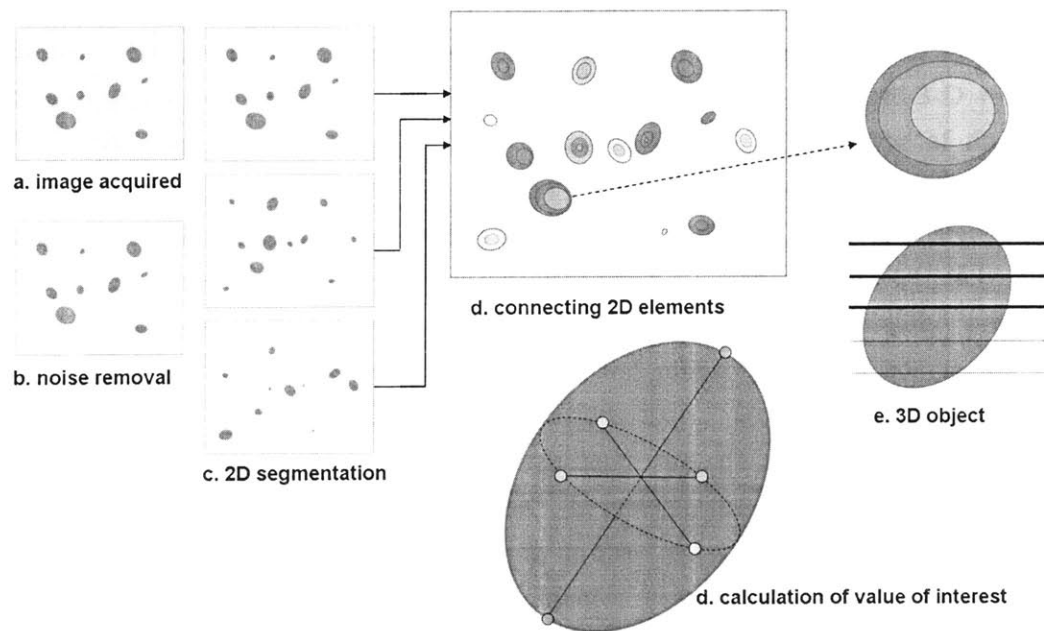 a. image acquired
b. noise removal
c. 2D segmentation
d. connecting 2D elements
e. 3D object
d. calculation of value of interest